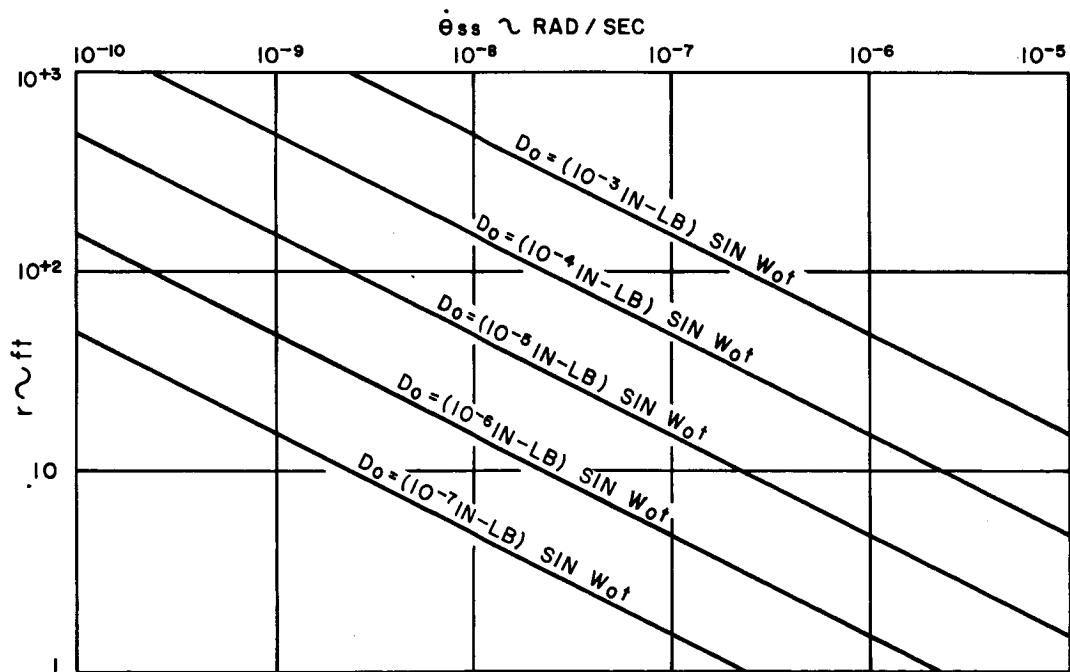 θ̇ss ~ RAD/SEC
10-10 10-9 10-8 10-7 10-6 10-5
10+3
Do = (10-3 IN-LB) SIN Wot
Do = (10-4 IN-LB) SIN Wot
10+2
Do = (10-5 IN-LB) SIN Wot
r ~ ft
Do = (10-6 IN-LB) SIN Wot
10
Do = (10-7 IN-LB) SIN Wot
1